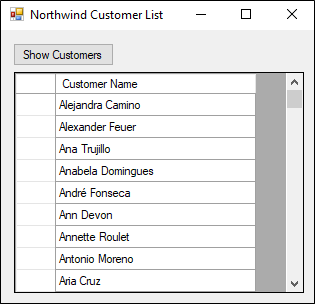 Northwind Customer List
Show Customers
Customer Name
Alejandra Camino
Alexander Feuer
Ana Trujillo
Anabela Domingues
André Fonseca
Ann Devon
Annette Roulet
Antonio Moreno
Aria Cruz